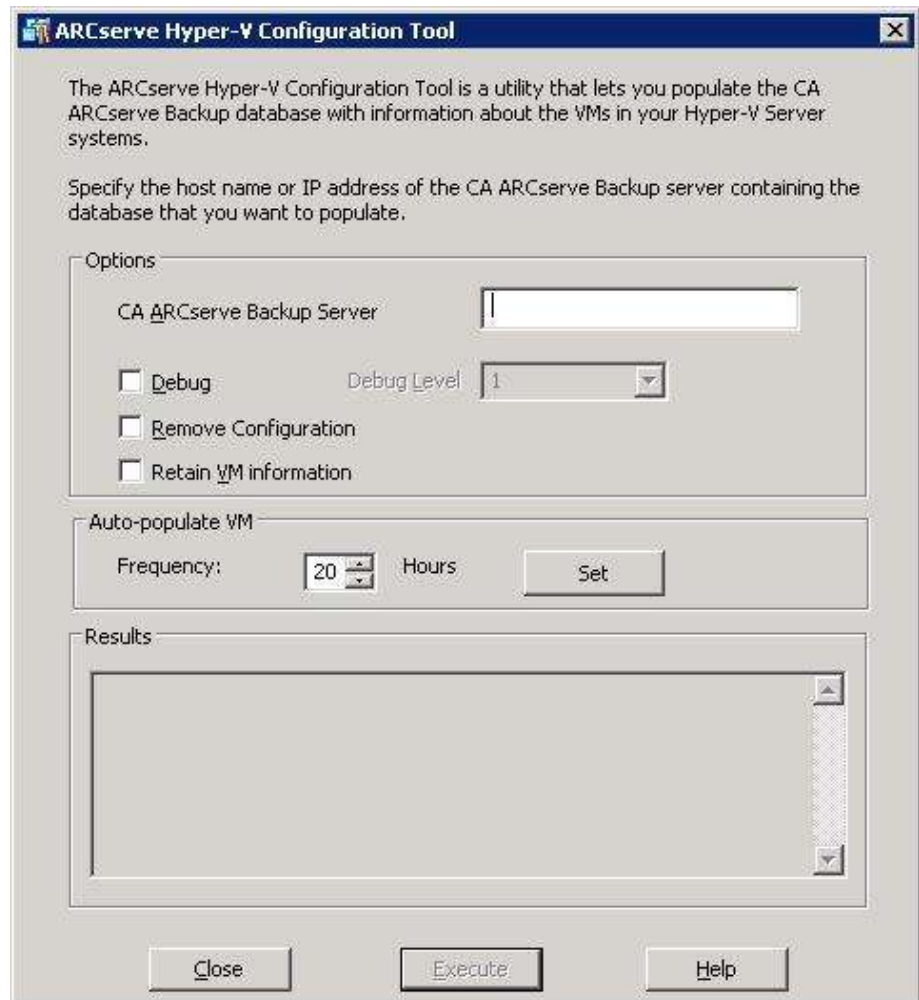 ARCserve Hyper-V Configuration Tool
The ARCserve Hyper-V Configuration Tool is a utility that lets you populate the CA
ARCserve Backup database with information about the VMs in your Hyper-V Server
systems.
Specify the host name or IP address of the CA ARCserve Backup server containing the
database that you want to populate.
Options
CA ARCserve Backup Server
Debug Debug Level 1
Remove Configuration
Retain VM information
Auto-populate VM
Frequency: 20 Hours Set
Results
Close Execute Help